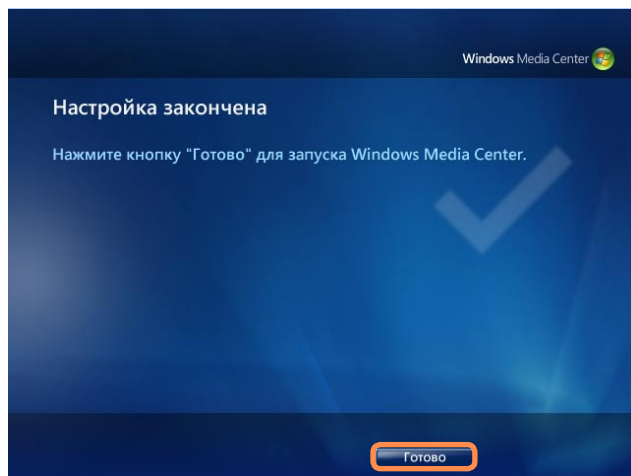 Windows Media Center
Настройка закончена
Нажмите кнопку "Готово" для запуска Windows Media Center.
Готово